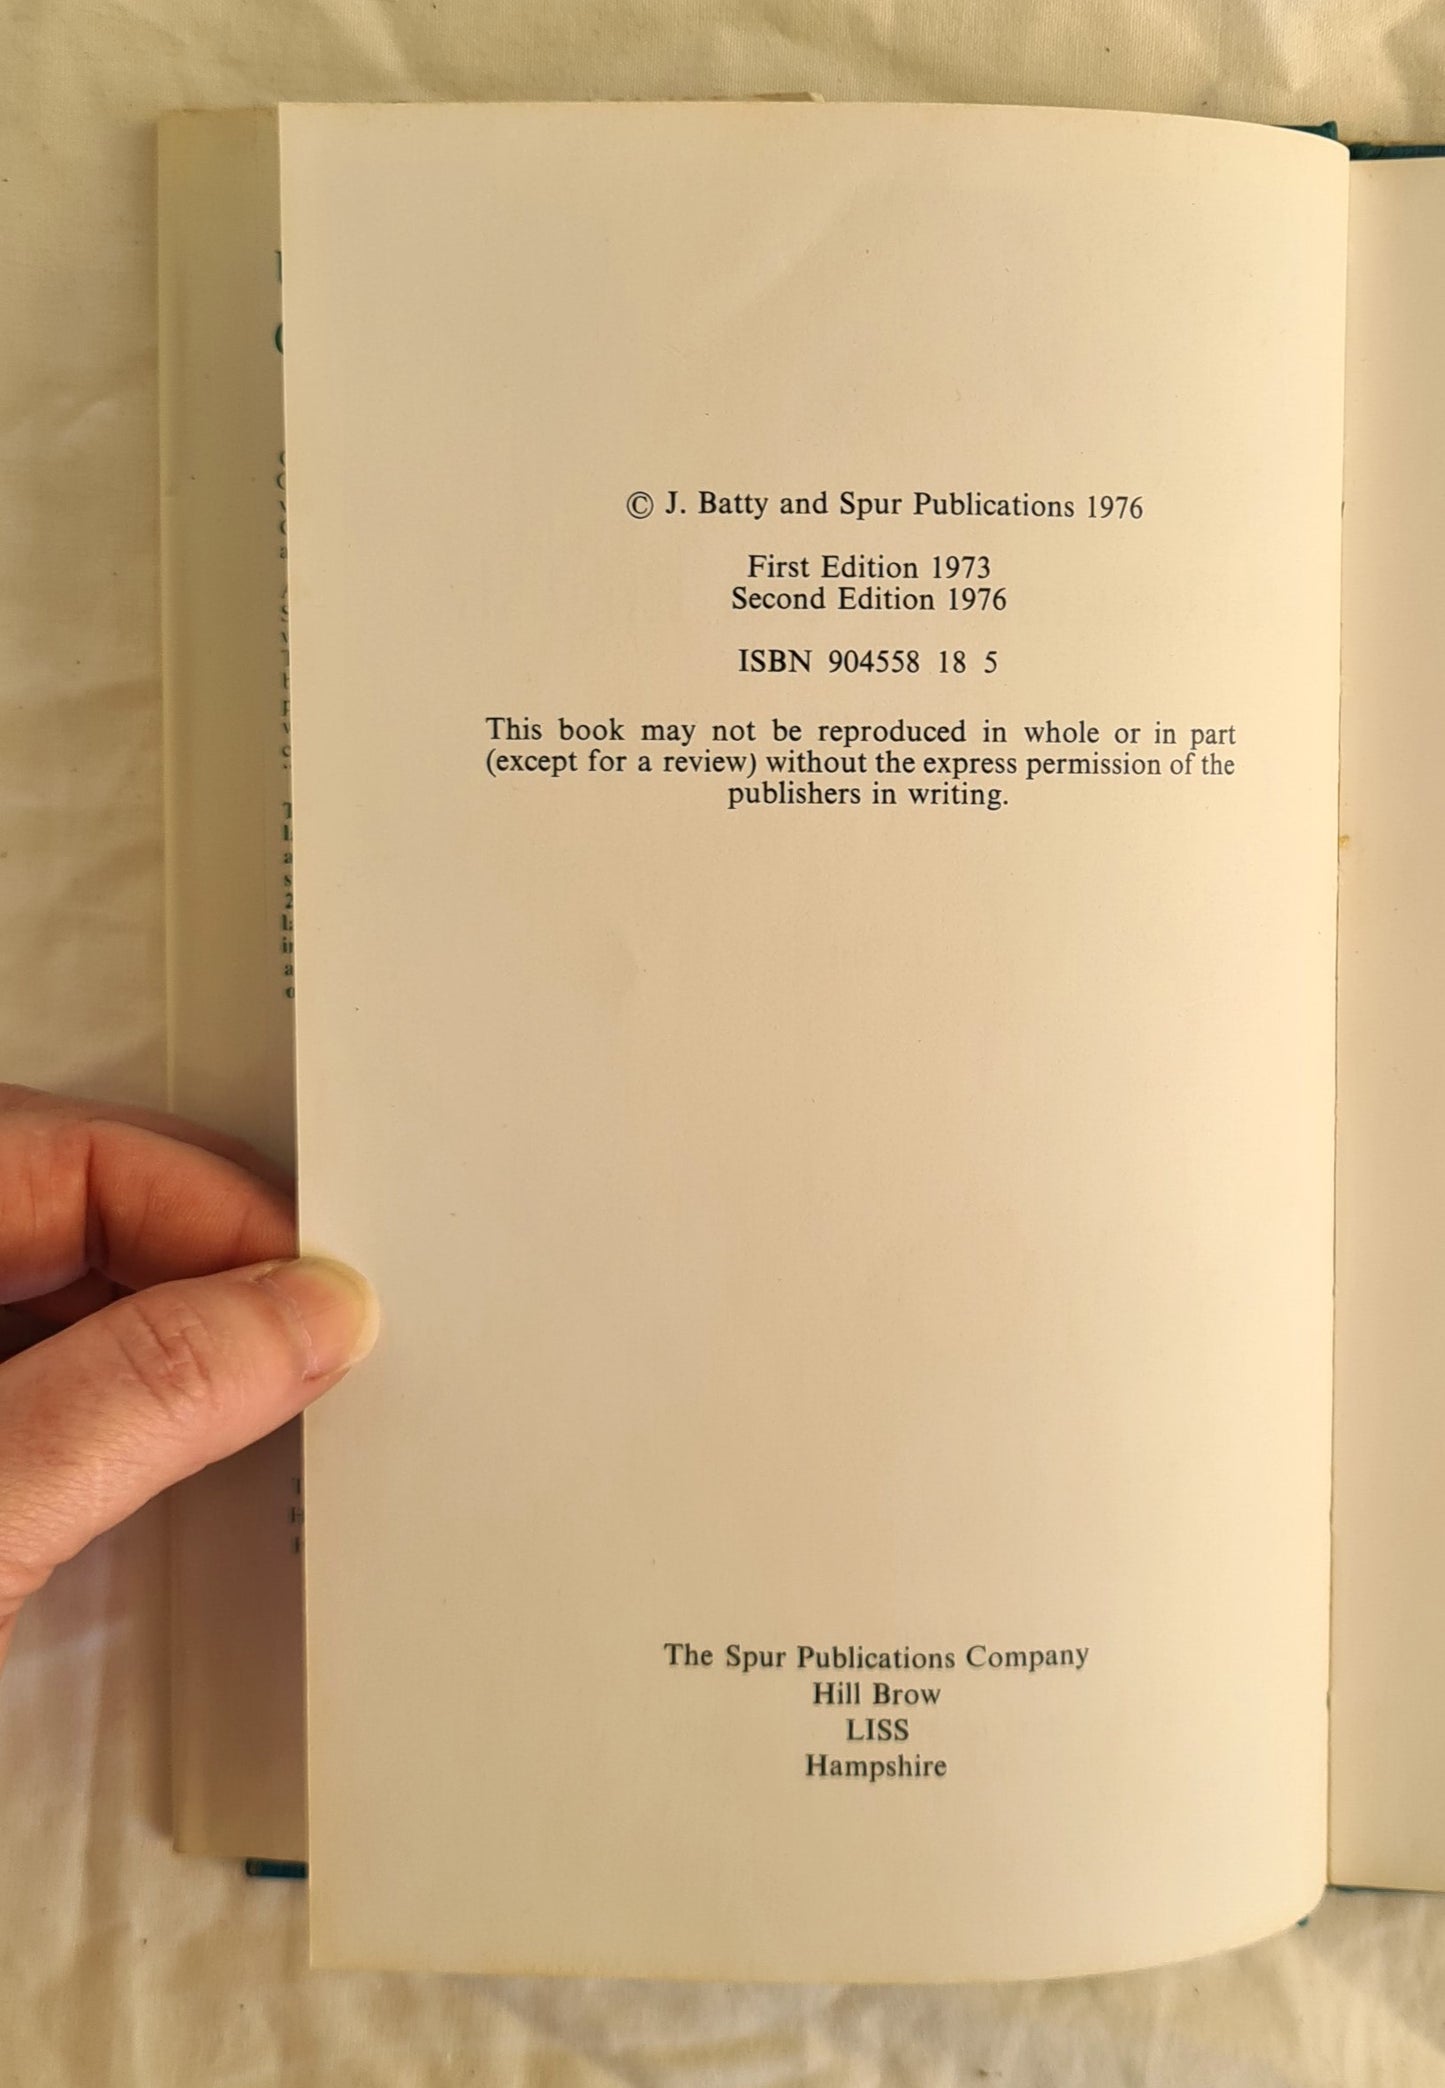 © J. Batty and Spur Publications 1976
First Edition 1973
Second Edition 1976
ISBN 904558 18 5
This book may not be reproduced in whole or in part
(except for a review) without the express permission of the
publishers in writing.
The Spur Publications Company
Hill Brow
LISS
Hampshire